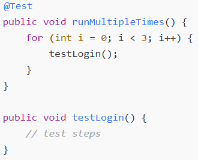 @Test
public void runMultipleTimes() {
    for (int i = 0; i < 3; i++) {
        testLogin();
    }
}

public void testLogin() {
    // test steps
}